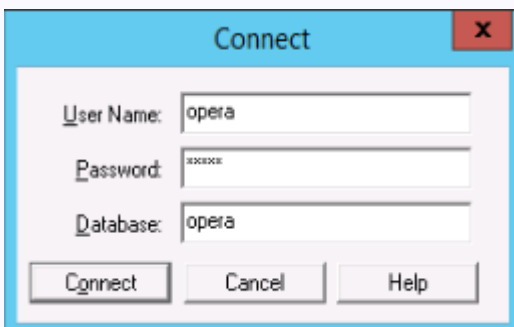 Connect
x
User Name: opera
Password: *****
Database: opera
Connect Cancel Help